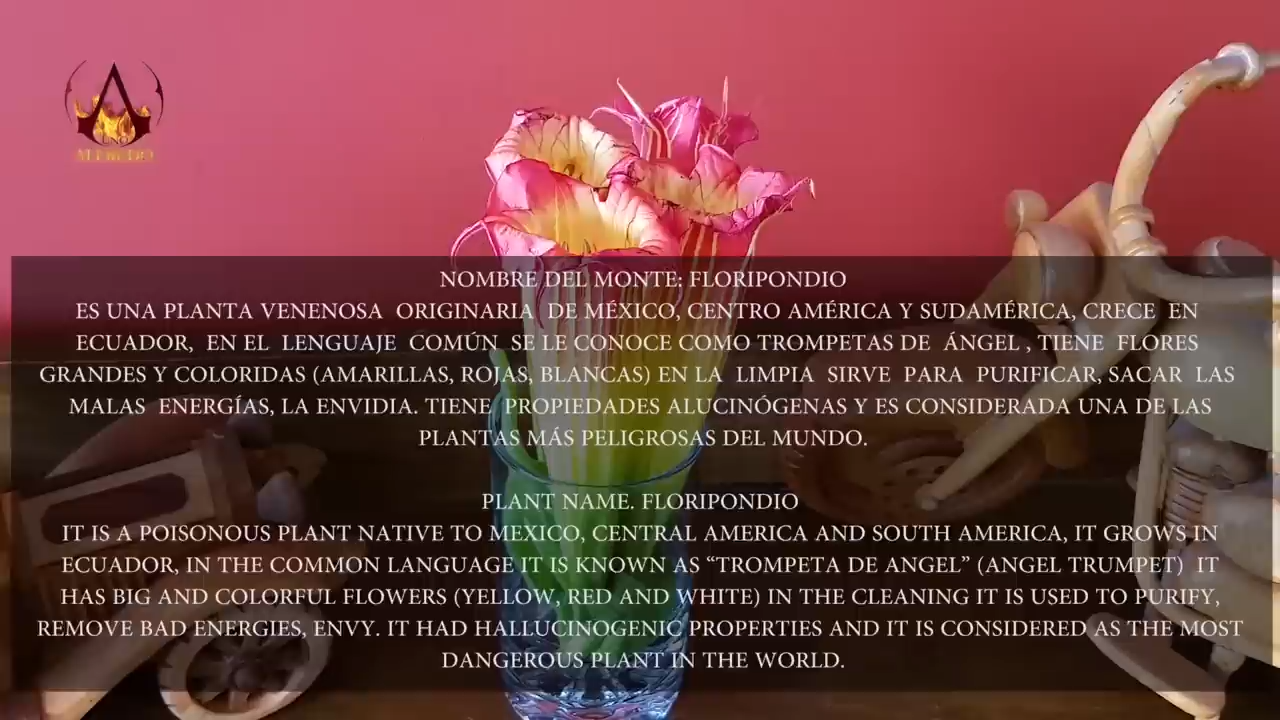 UNO
ALFREDO
NOMBRE DEL MONTE: FLORIPONDIO
ES UNA PLANTA VENENOSA ORIGINARIA DE MÉXICO, CENTRO AMÉRICA Y SUDAMÉRICA, CRECE EN
ECUADOR, EN EL LENGUAJE COMÚN SE LE CONOCE COMO TROMPETAS DE ÁNGEL , TIENE FLORES
GRANDES Y COLORIDAS (AMARILLAS, ROJAS, BLANCAS) EN LA LIMPIA SIRVE PARA PURIFICAR, SACAR LAS
MALAS ENERGÍAS, LA ENVIDIA. TIENE PROPIEDADES ALUCINÓGENAS Y ES CONSIDERADA UNA DE LAS
PLANTAS MÁS PELIGROSAS DEL MUNDO.
PLANT NAME. FLORIPONDIO
IT IS A POISONOUS PLANT NATIVE TO MEXICO, CENTRAL AMERICA AND SOUTH AMERICA, IT GROWS IN
ECUADOR, IN THE COMMON LANGUAGE IT IS KNOWN AS “TROMPETA DE ANGEL” (ANGEL TRUMPET) IT
HAS BIG AND COLORFUL FLOWERS (YELLOW, RED AND WHITE) IN THE CLEANING IT IS USED TO PURIFY,
REMOVE BAD ENERGIES, ENVY. IT HAD HALLUCINOGENIC PROPERTIES AND IT IS CONSIDERED AS THE MOST
DANGEROUS PLANT IN THE WORLD.